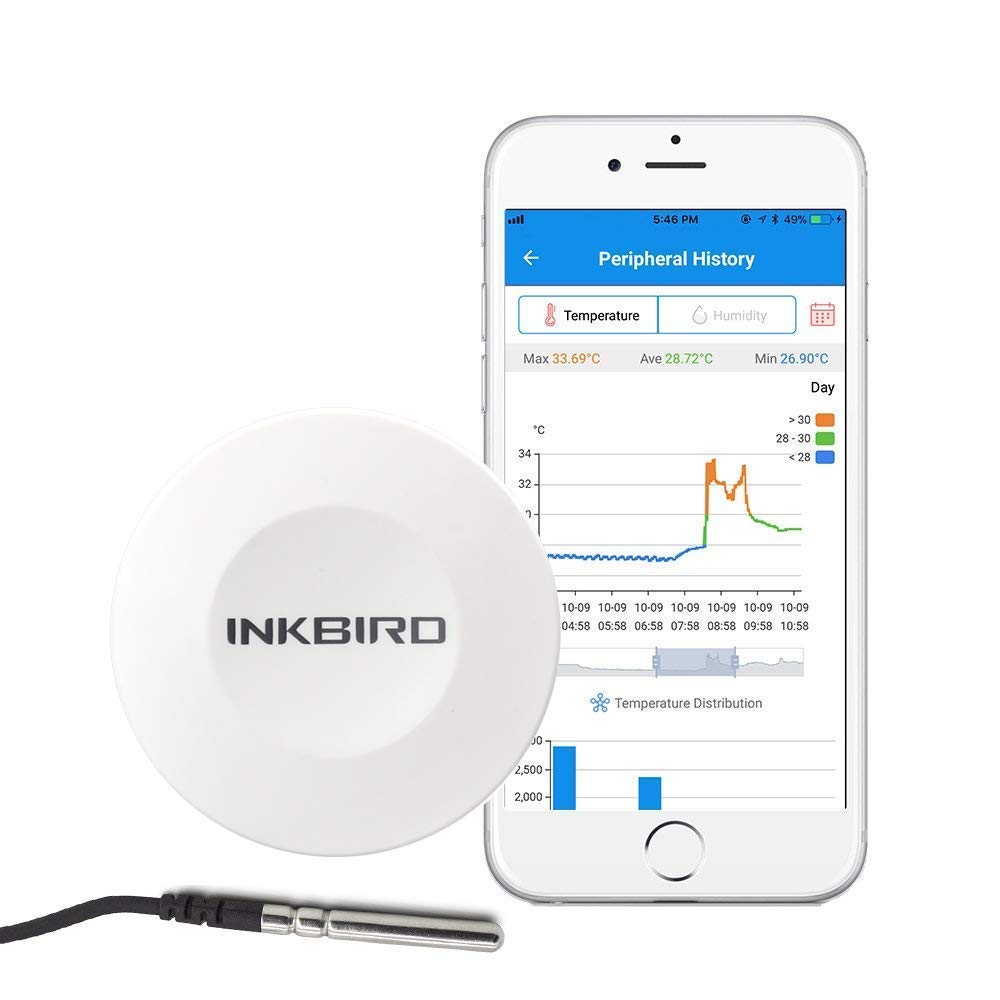 INKBIRD
5:46 PM 49%
Peripheral History
Temperature Humidity
Max 33.69°C Ave 28.72°C Min 26.90°C
Day
> 30
28 - 30
< 28
°C
34
32
10-09 10-09 10-09 10-09 10-09 10-09 10-09
04:58 05:58 06:58 07:58 08:58 09:58 10:58
Temperature Distribution
2,500
2,000